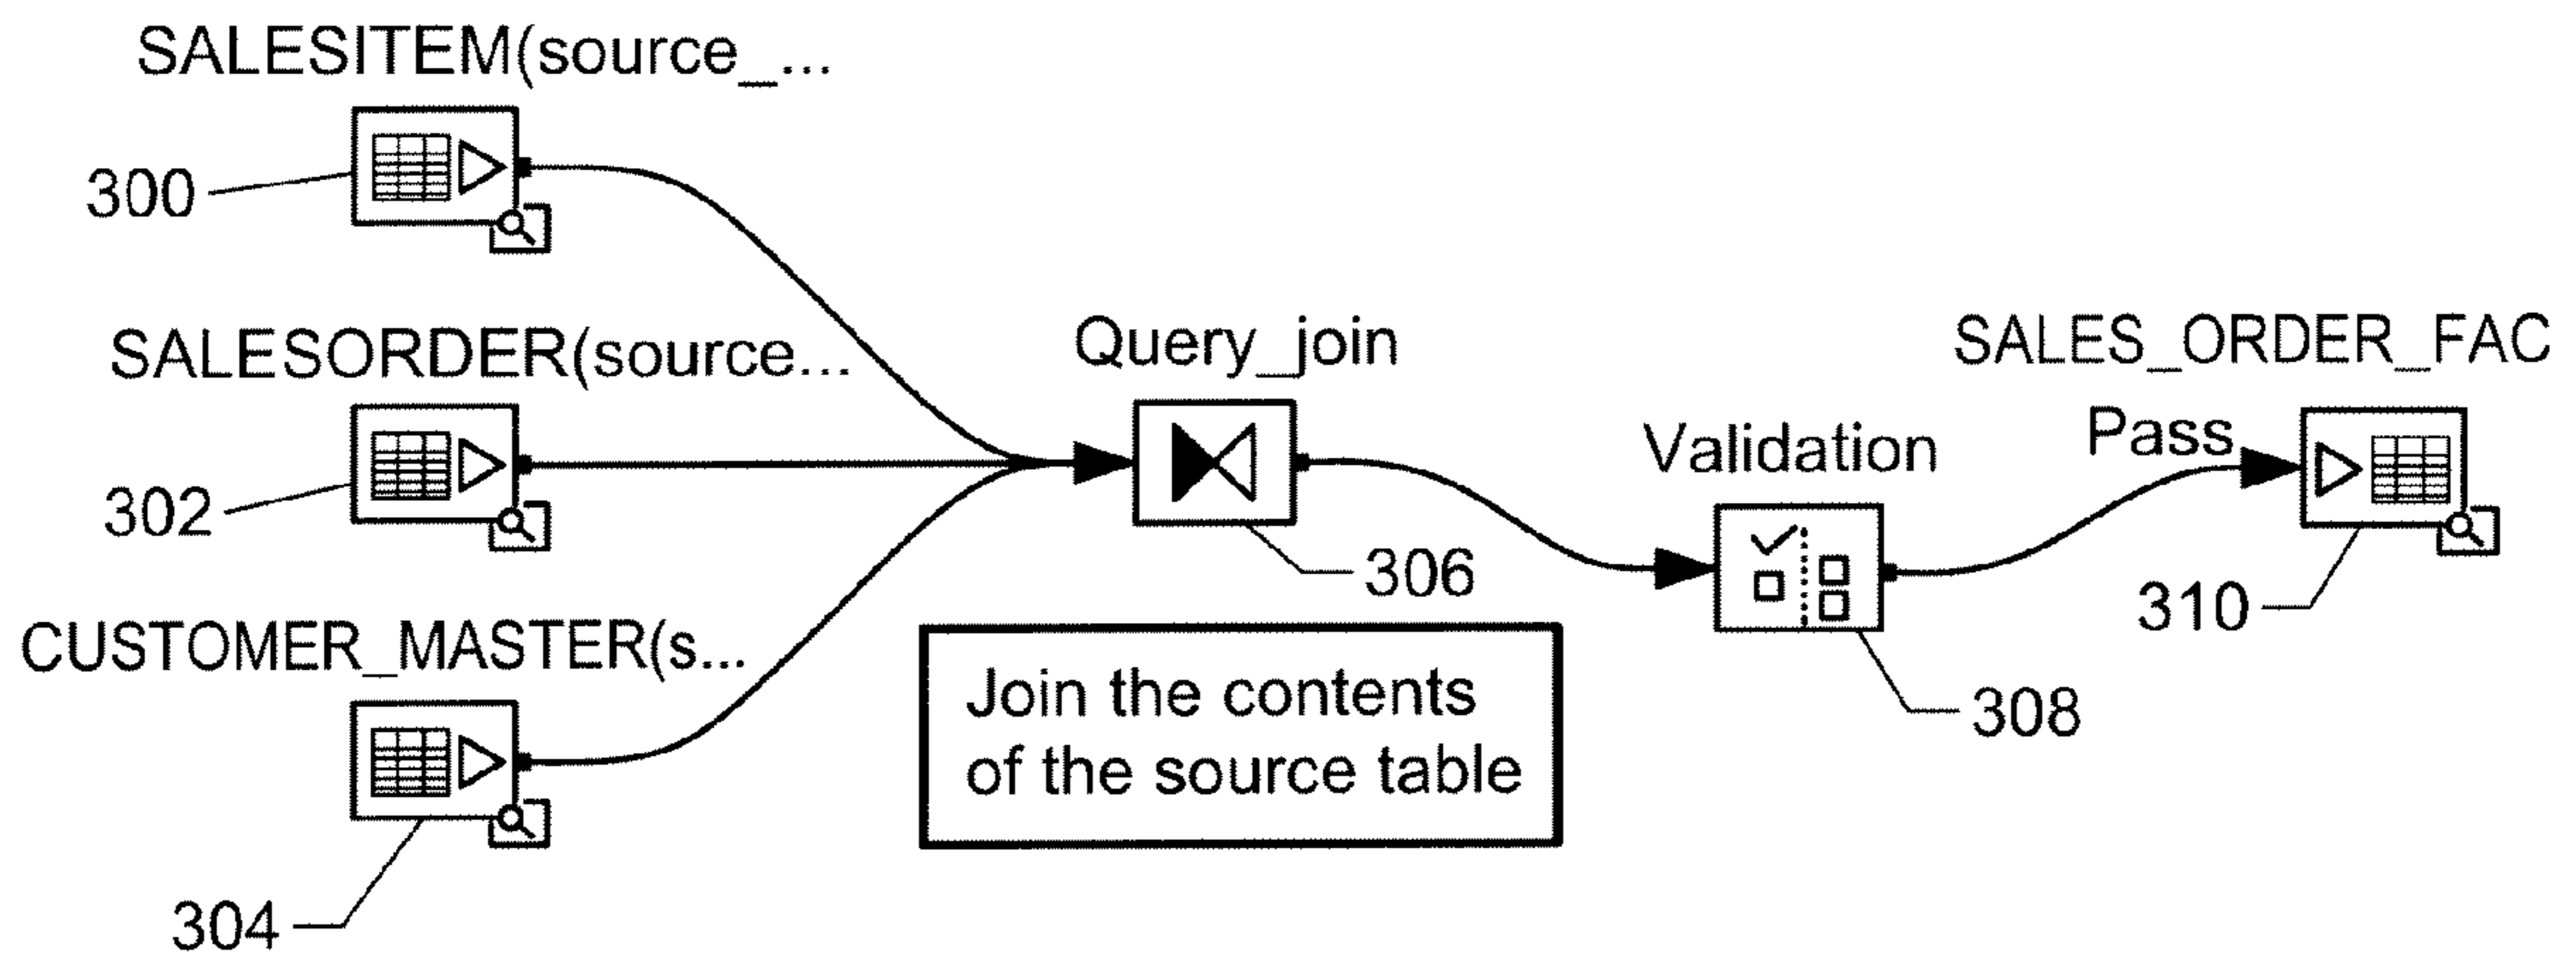 SALESITEM(source_...
300
SALESORDER(source...
302
CUSTOMER_MASTER(s...
304
Query_join
306
Join the contents
of the source table
Validation
308
SALES_ORDER_FAC
Pass
310